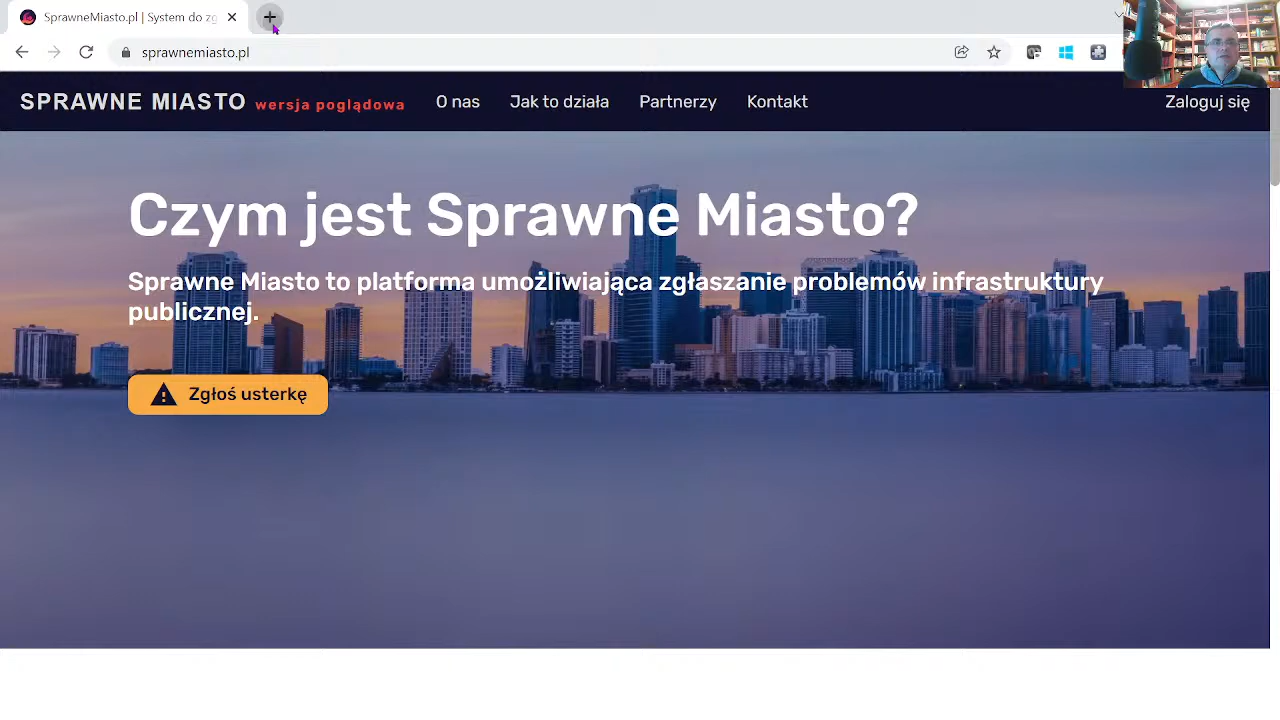 SprawneMiasto.pl | System do zg
sprawnemiasto.pl
SPRAWNE MIASTO wersja poglądowa O nas Jak to działa Partnerzy Kontakt Zaloguj się
Czym jest Sprawne Miasto?
Sprawne Miasto to platforma umożliwiająca zgłaszanie problemów infrastruktury
publicznej.
Zgłoś usterkę